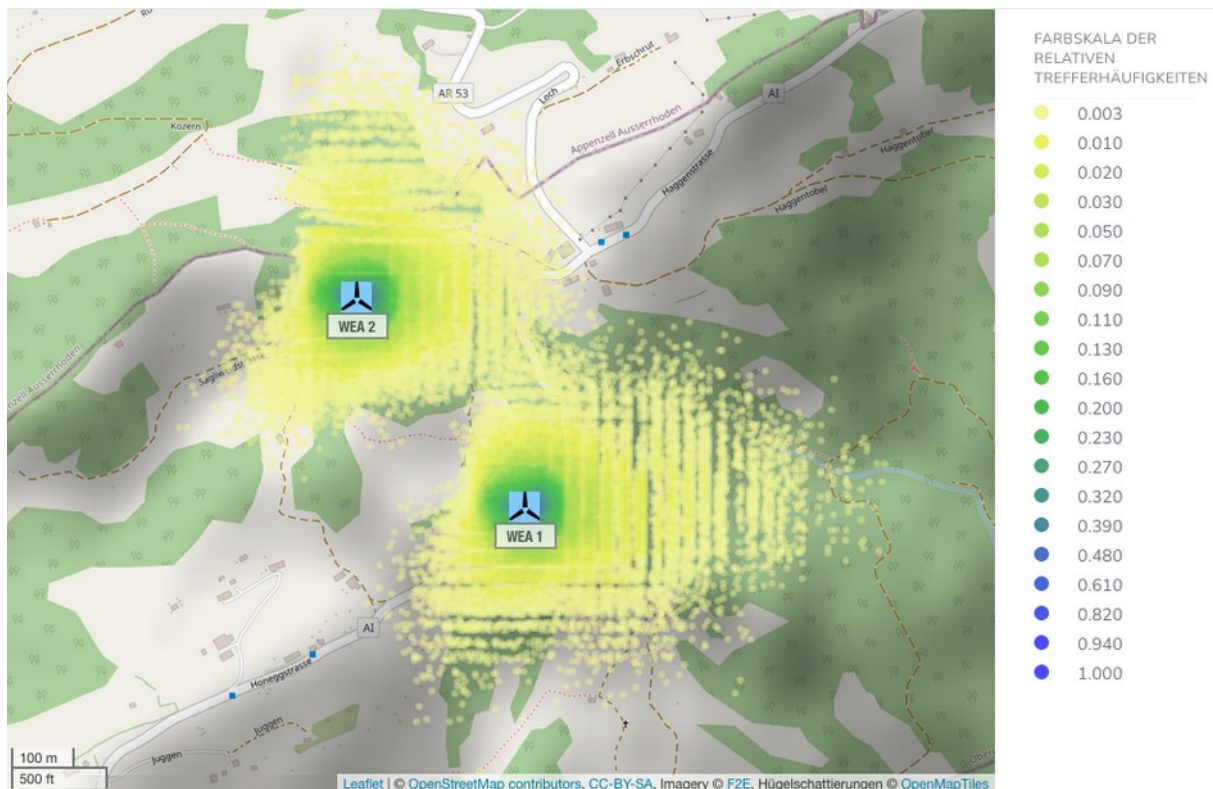 AR 53
Erbschrut
Loch
AI
Közern
Appenzell Ausserrhoden
Haggenstrasse
Haggentobel
Haggentobel
WEA 2
WEA 1
AI
Honeggstrasse
Juggen
Juggen
100 m
500 ft
Leaflet | © OpenStreetMap contributors, CC-BY-SA, Imagery © F2E, Hügelschattierungen © OpenMapTiles
FARBSKALA DER
RELATIVEN
TREFFERHÄUFIGKEITEN
0.003
0.010
0.020
0.030
0.050
0.070
0.090
0.110
0.130
0.160
0.200
0.230
0.270
0.320
0.390
0.480
0.610
0.820
0.940
1.000